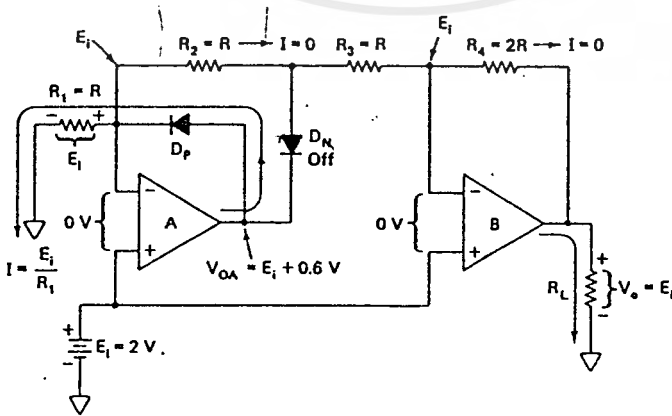 E_i
R_2 = R → I = 0
R_3 = R
E_i
R_4 = 2R → I = 0
R_1 = R
- +
E_i
D_P
D_N
Off
0 V
-
A
+
0 V
-
B
+
I = E_i / R_1
V_OA = E_i + 0.6 V
R_L
+
V_o = E_i
-
+
E_i = 2 V.
-